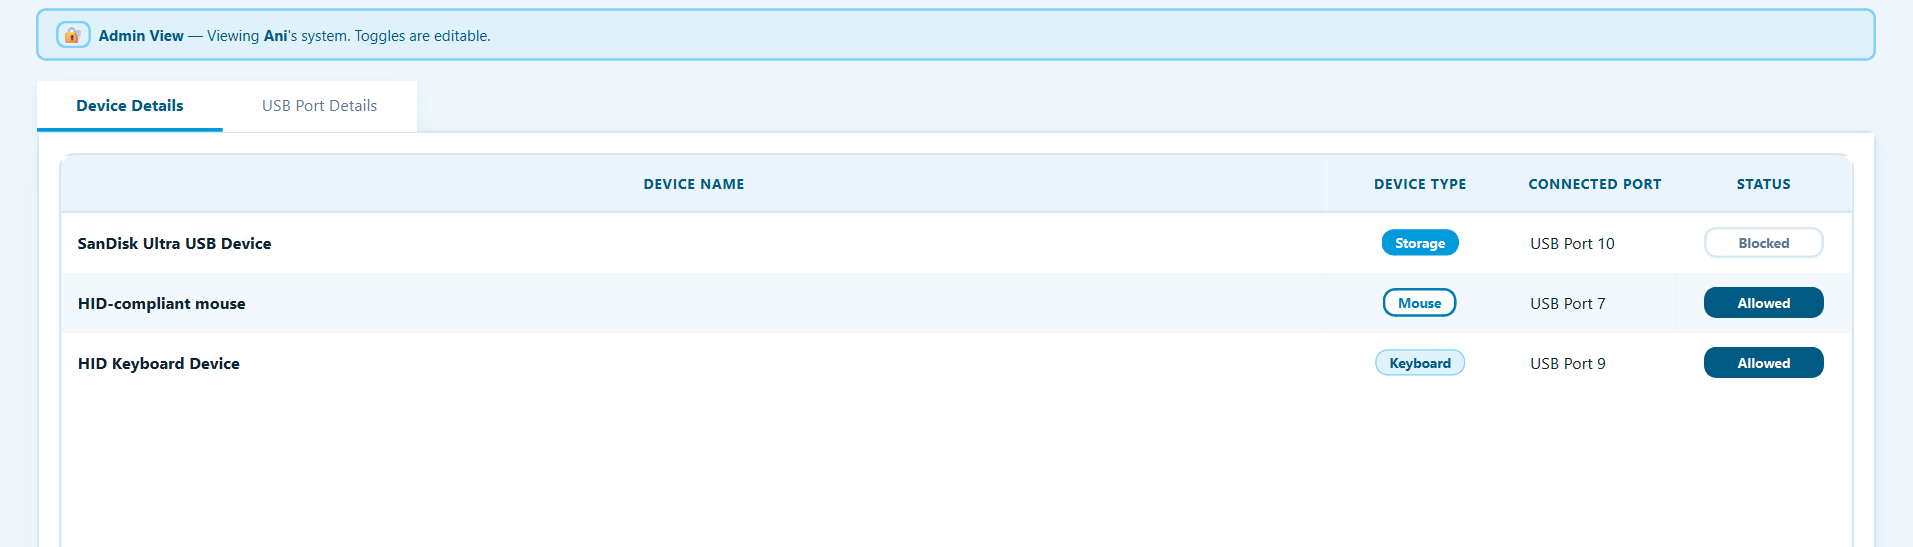 Admin View — Viewing Ani's system. Toggles are editable.
Device Details USB Port Details
DEVICE NAME DEVICE TYPE CONNECTED PORT STATUS
SanDisk Ultra USB Device Storage USB Port 10 Blocked
HID-compliant mouse Mouse USB Port 7 Allowed
HID Keyboard Device Keyboard USB Port 9 Allowed